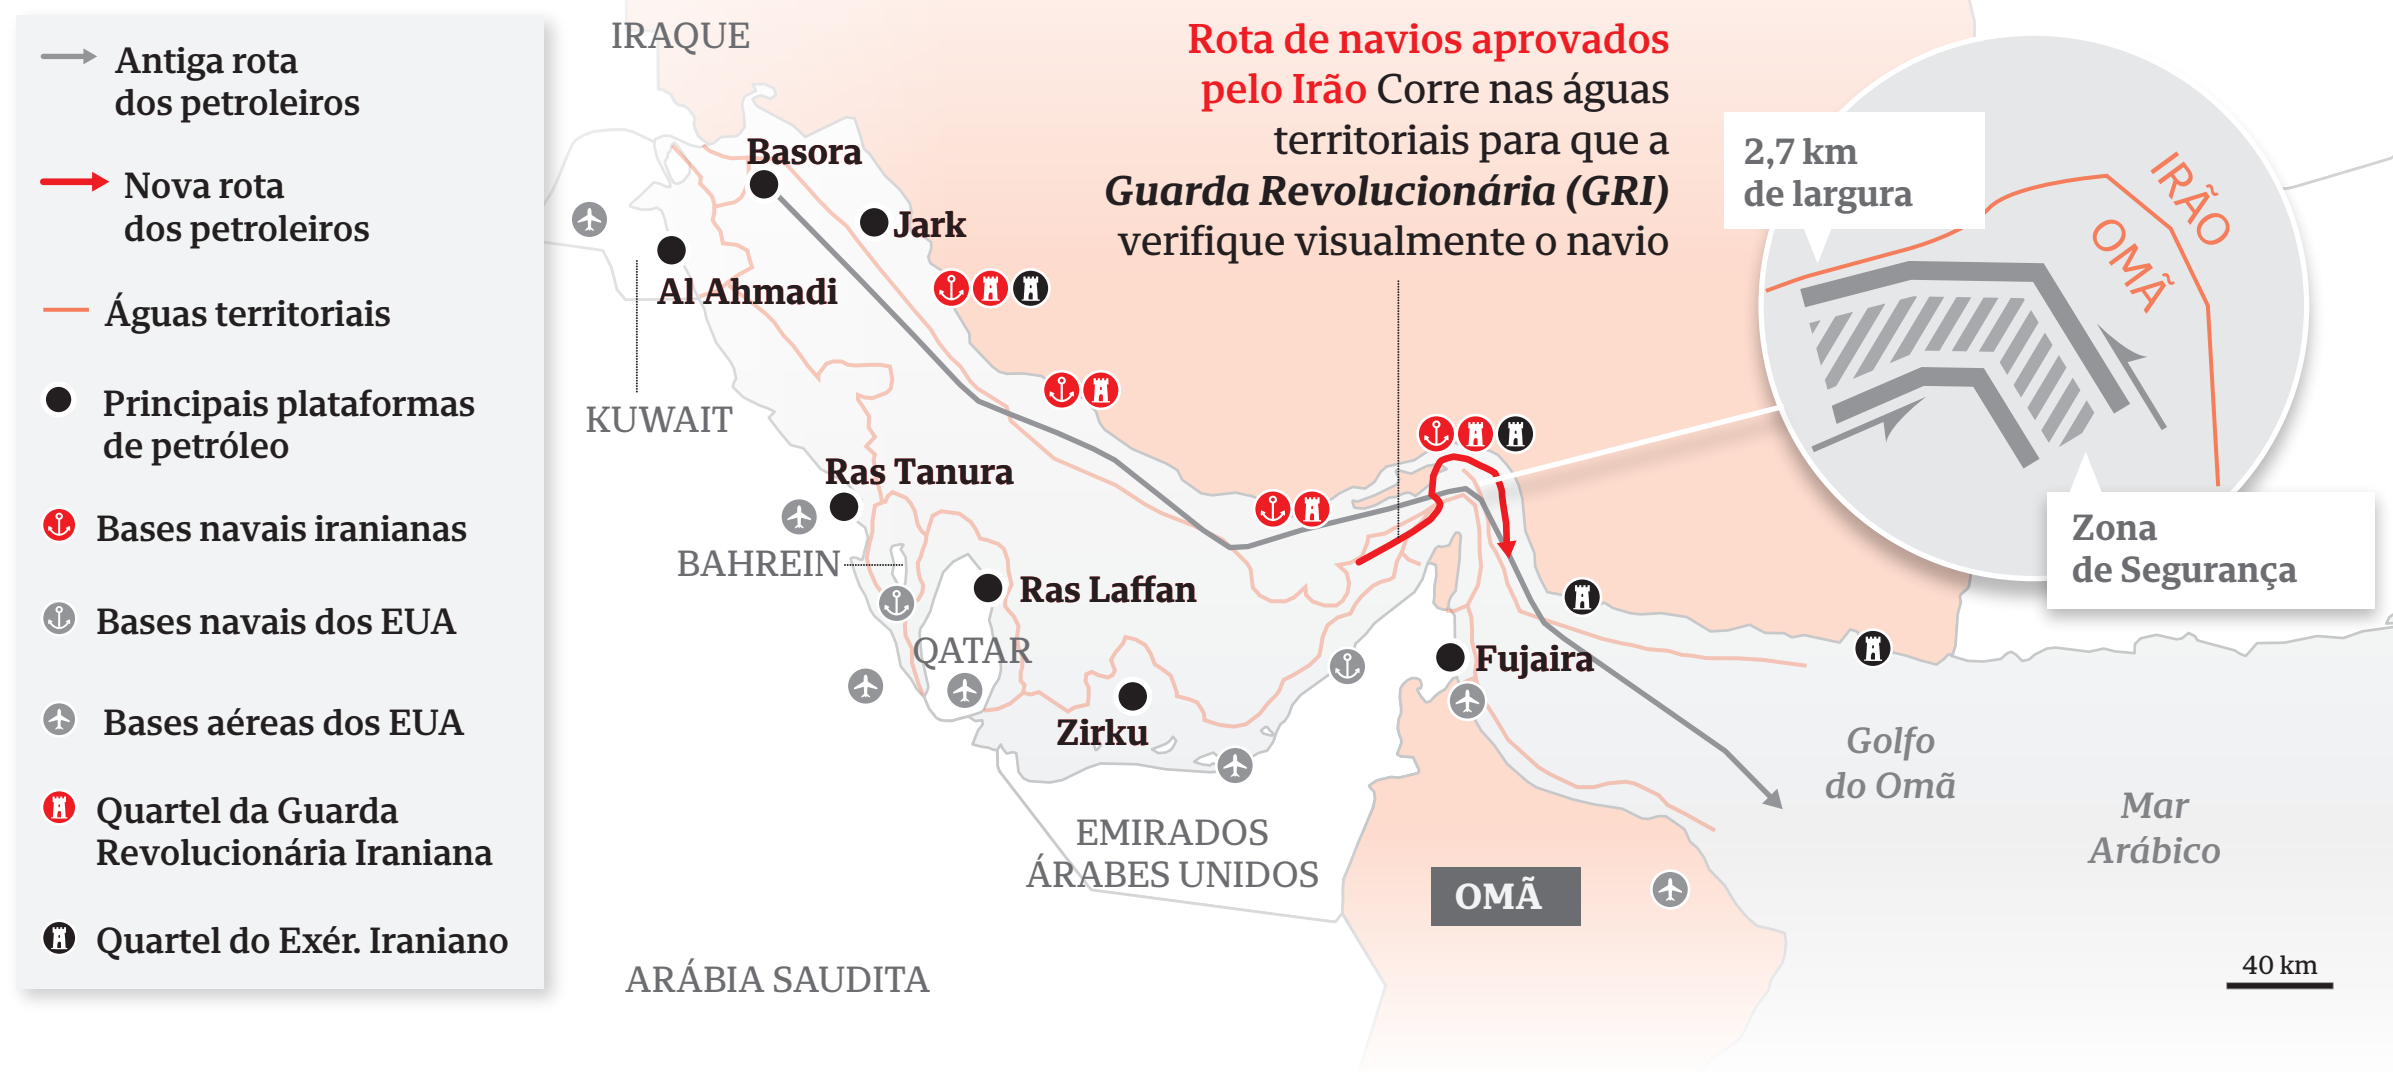 Antiga rota
dos petroleiros
Nova rota
dos petroleiros
Águas territoriais
Principais plataformas
de petróleo
Bases navais iranianas
Bases navais dos EUA
Bases aéreas dos EUA
Quartel da Guarda
Revolucionária Iraniana
Quartel do Exér. Iraniano
IRAQUE
Rota de navios aprovados
pelo Irão Corre nas águas
territoriais para que a
Guarda Revolucionária (GRI)
verifique visualmente o navio
2,7 km
de largura
IRÃO
OMÃ
Zona
de Segurança
Basora
Jark
Al Ahmadi
KUWAIT
Ras Tanura
BAHREIN
Ras Laffan
QATAR
Fujaira
Zirku
EMIRADOS
ÁRABES UNIDOS
OMÃ
Golfo
do Omã
Mar
Arábico
ARÁBIA SAUDITA
40 km